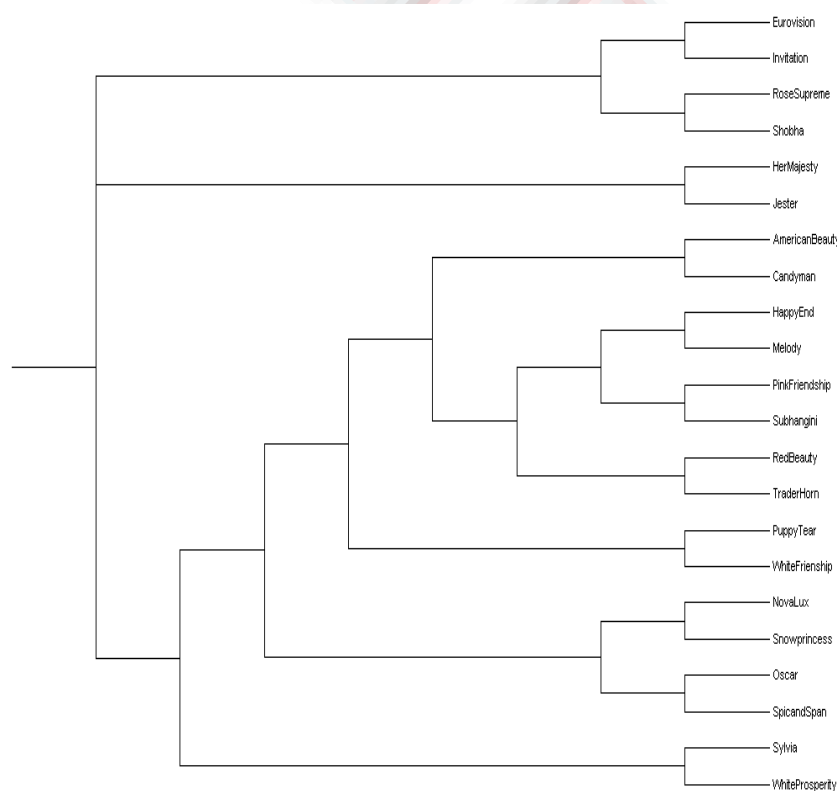 Eurovision
Invitation
RoseSupreme
Shobha
HerMajesty
Jester
AmericanBeauty
Candyman
HappyEnd
Melody
PinkFriendship
Subhangini
RedBeauty
TraderHorn
PuppyTear
WhiteFrienship
NovaLux
Snowprincess
Oscar
SpicandSpan
Sylvia
WhiteProsperity